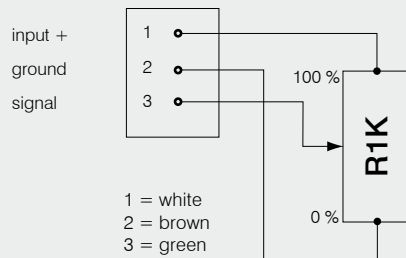 input + 1
ground 2
signal 3
100 %
R1K
0 %
1 = white
2 = brown
3 = green